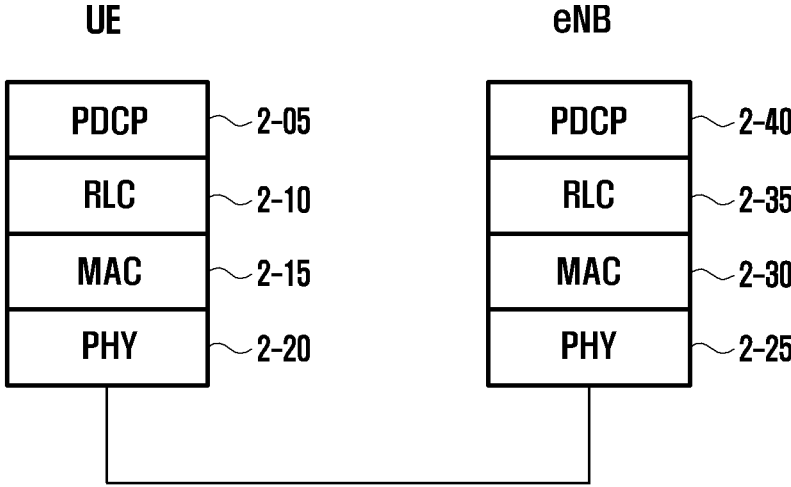 UE eNB
PDCP 2-05 PDCP 2-40
RLC 2-10 RLC 2-35
MAC 2-15 MAC 2-30
PHY 2-20 PHY 2-25